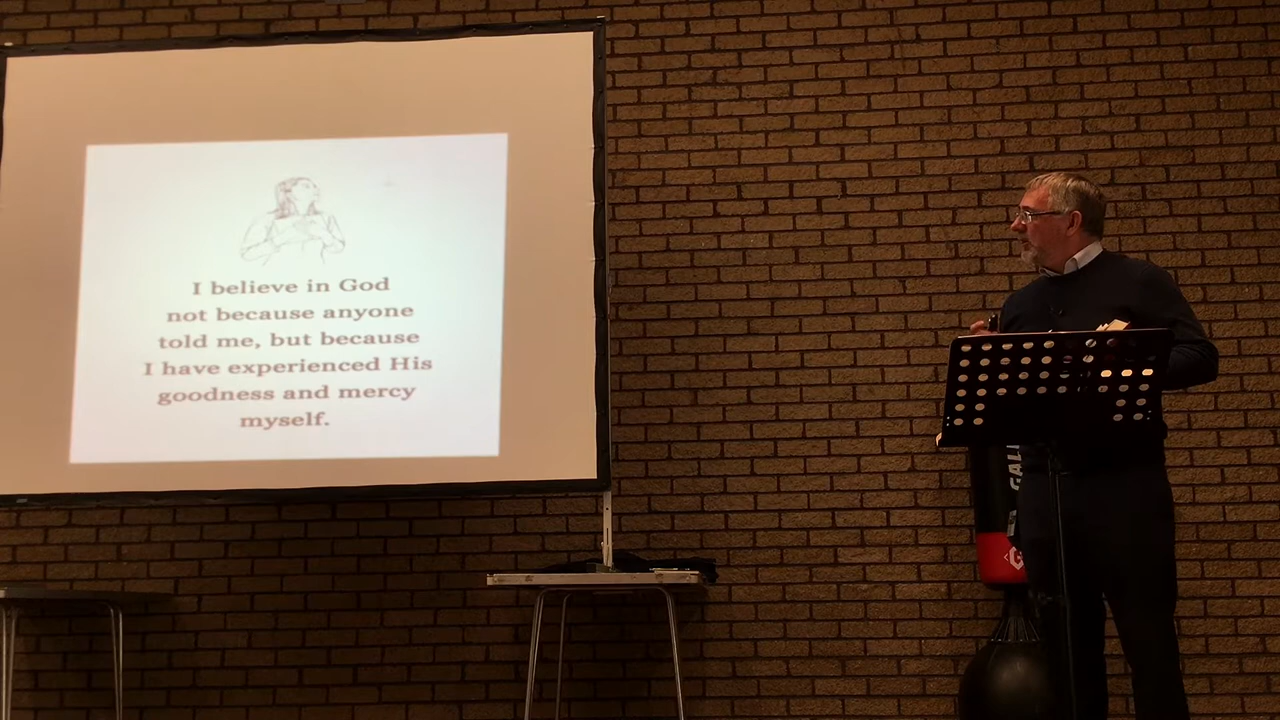 I believe in God
not because anyone
told me, but because
I have experienced His
goodness and mercy
myself.